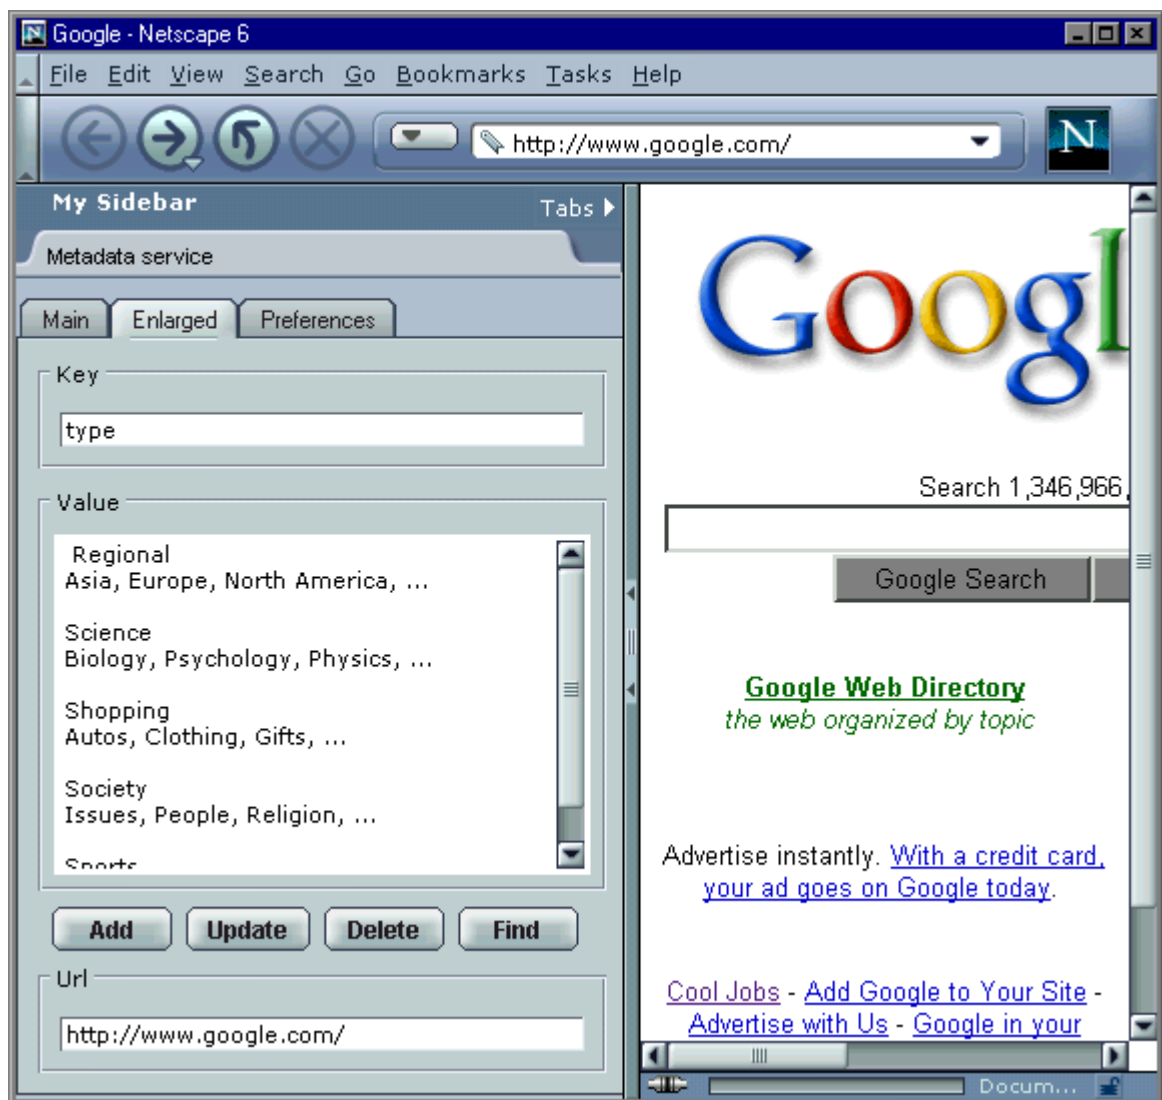 Google - Netscape 6
File Edit View Search Go Bookmarks Tasks Help
http://www.google.com/
N
My Sidebar
Tabs
Metadata service
Main Enlarged Preferences
Key
type
Value
Regional
Asia, Europe, North America, ...
Science
Biology, Psychology, Physics, ...
Shopping
Autos, Clothing, Gifts, ...
Society
Issues, People, Religion, ...
Sports
Add Update Delete Find
Url
http://www.google.com/
Googl
Search 1,346,966,
Google Search
Google Web Directory
the web organized by topic
Advertise instantly. With a credit card,
your ad goes on Google today.
Cool Jobs - Add Google to Your Site -
Advertise with Us - Google in your
Docum...